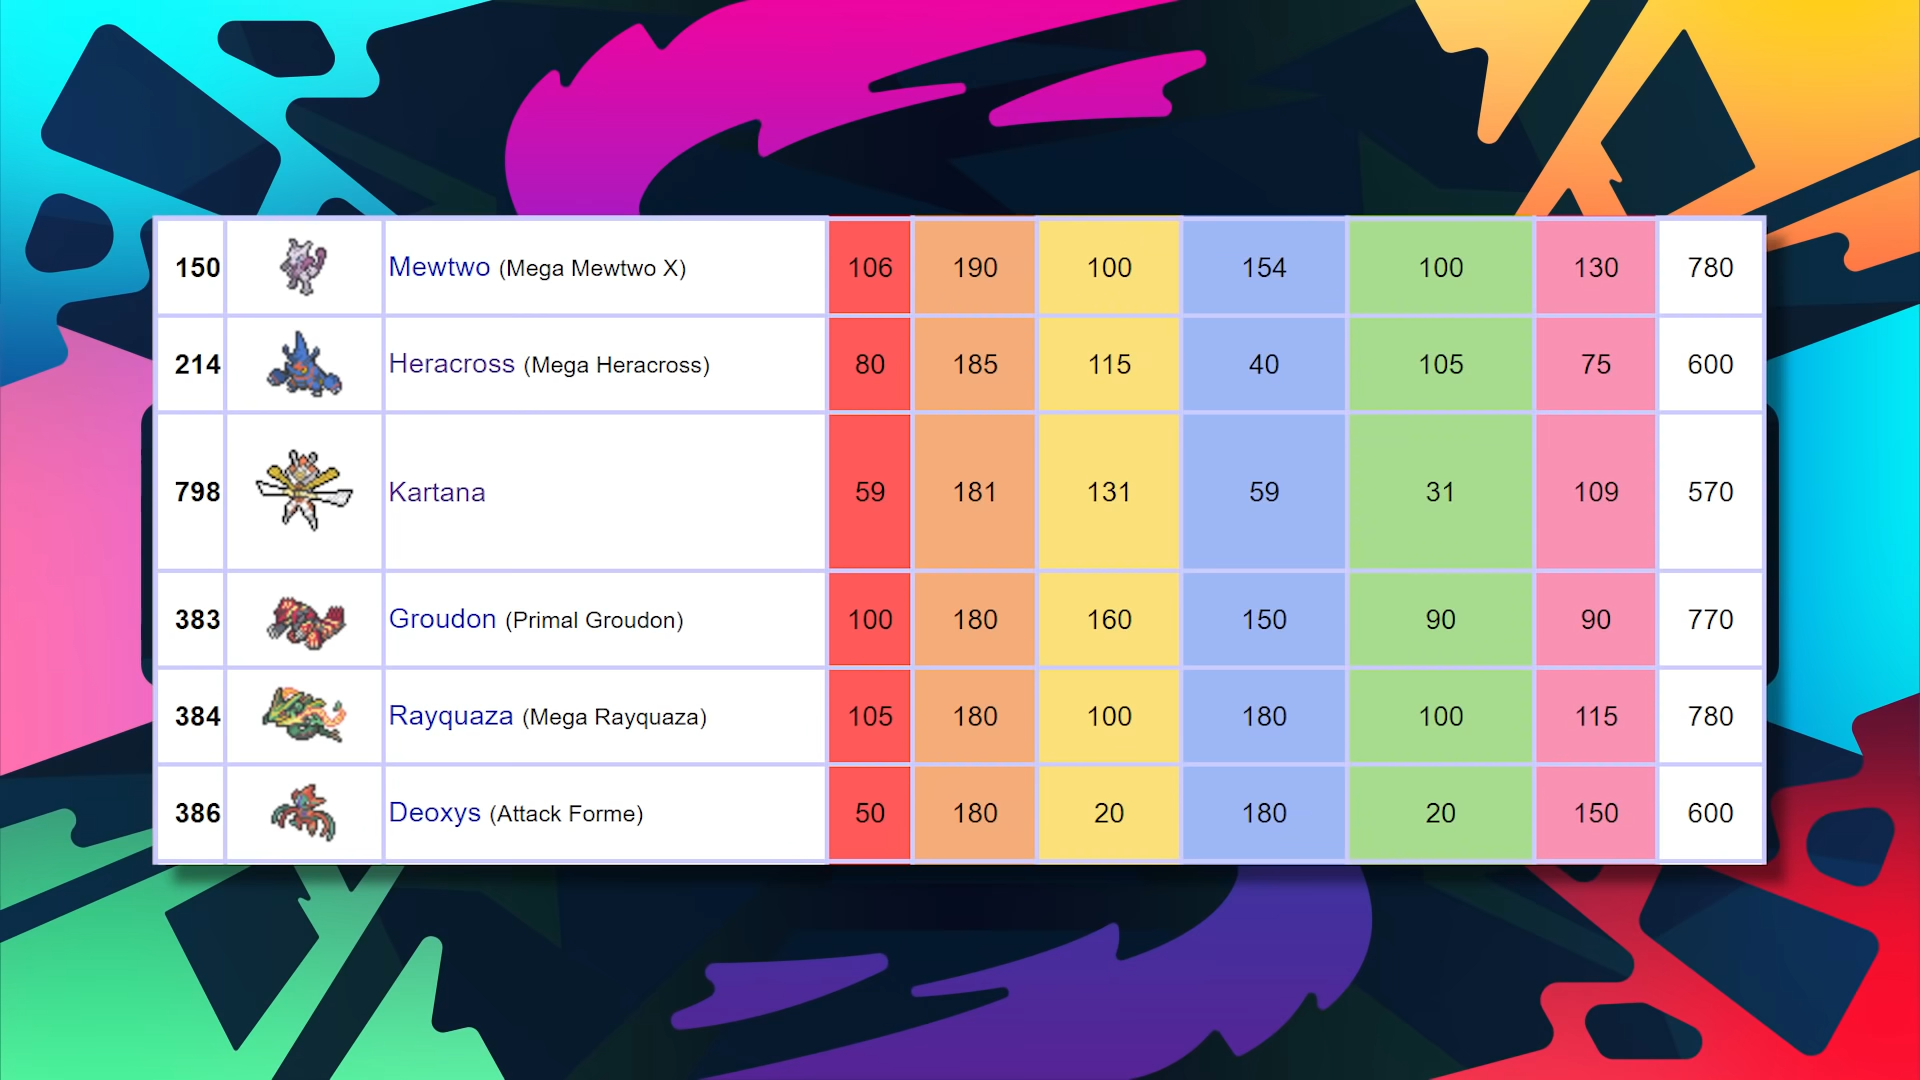 150 Mewtwo (Mega Mewtwo X) 106 190 100 154 100 130 780
214 Heracross (Mega Heracross) 80 185 115 40 105 75 600
798 Kartana 59 181 131 59 31 109 570
383 Groudon (Primal Groudon) 100 180 160 150 90 90 770
384 Rayquaza (Mega Rayquaza) 105 180 100 180 100 115 780
386 Deoxys (Attack Forme) 50 180 20 180 20 150 600